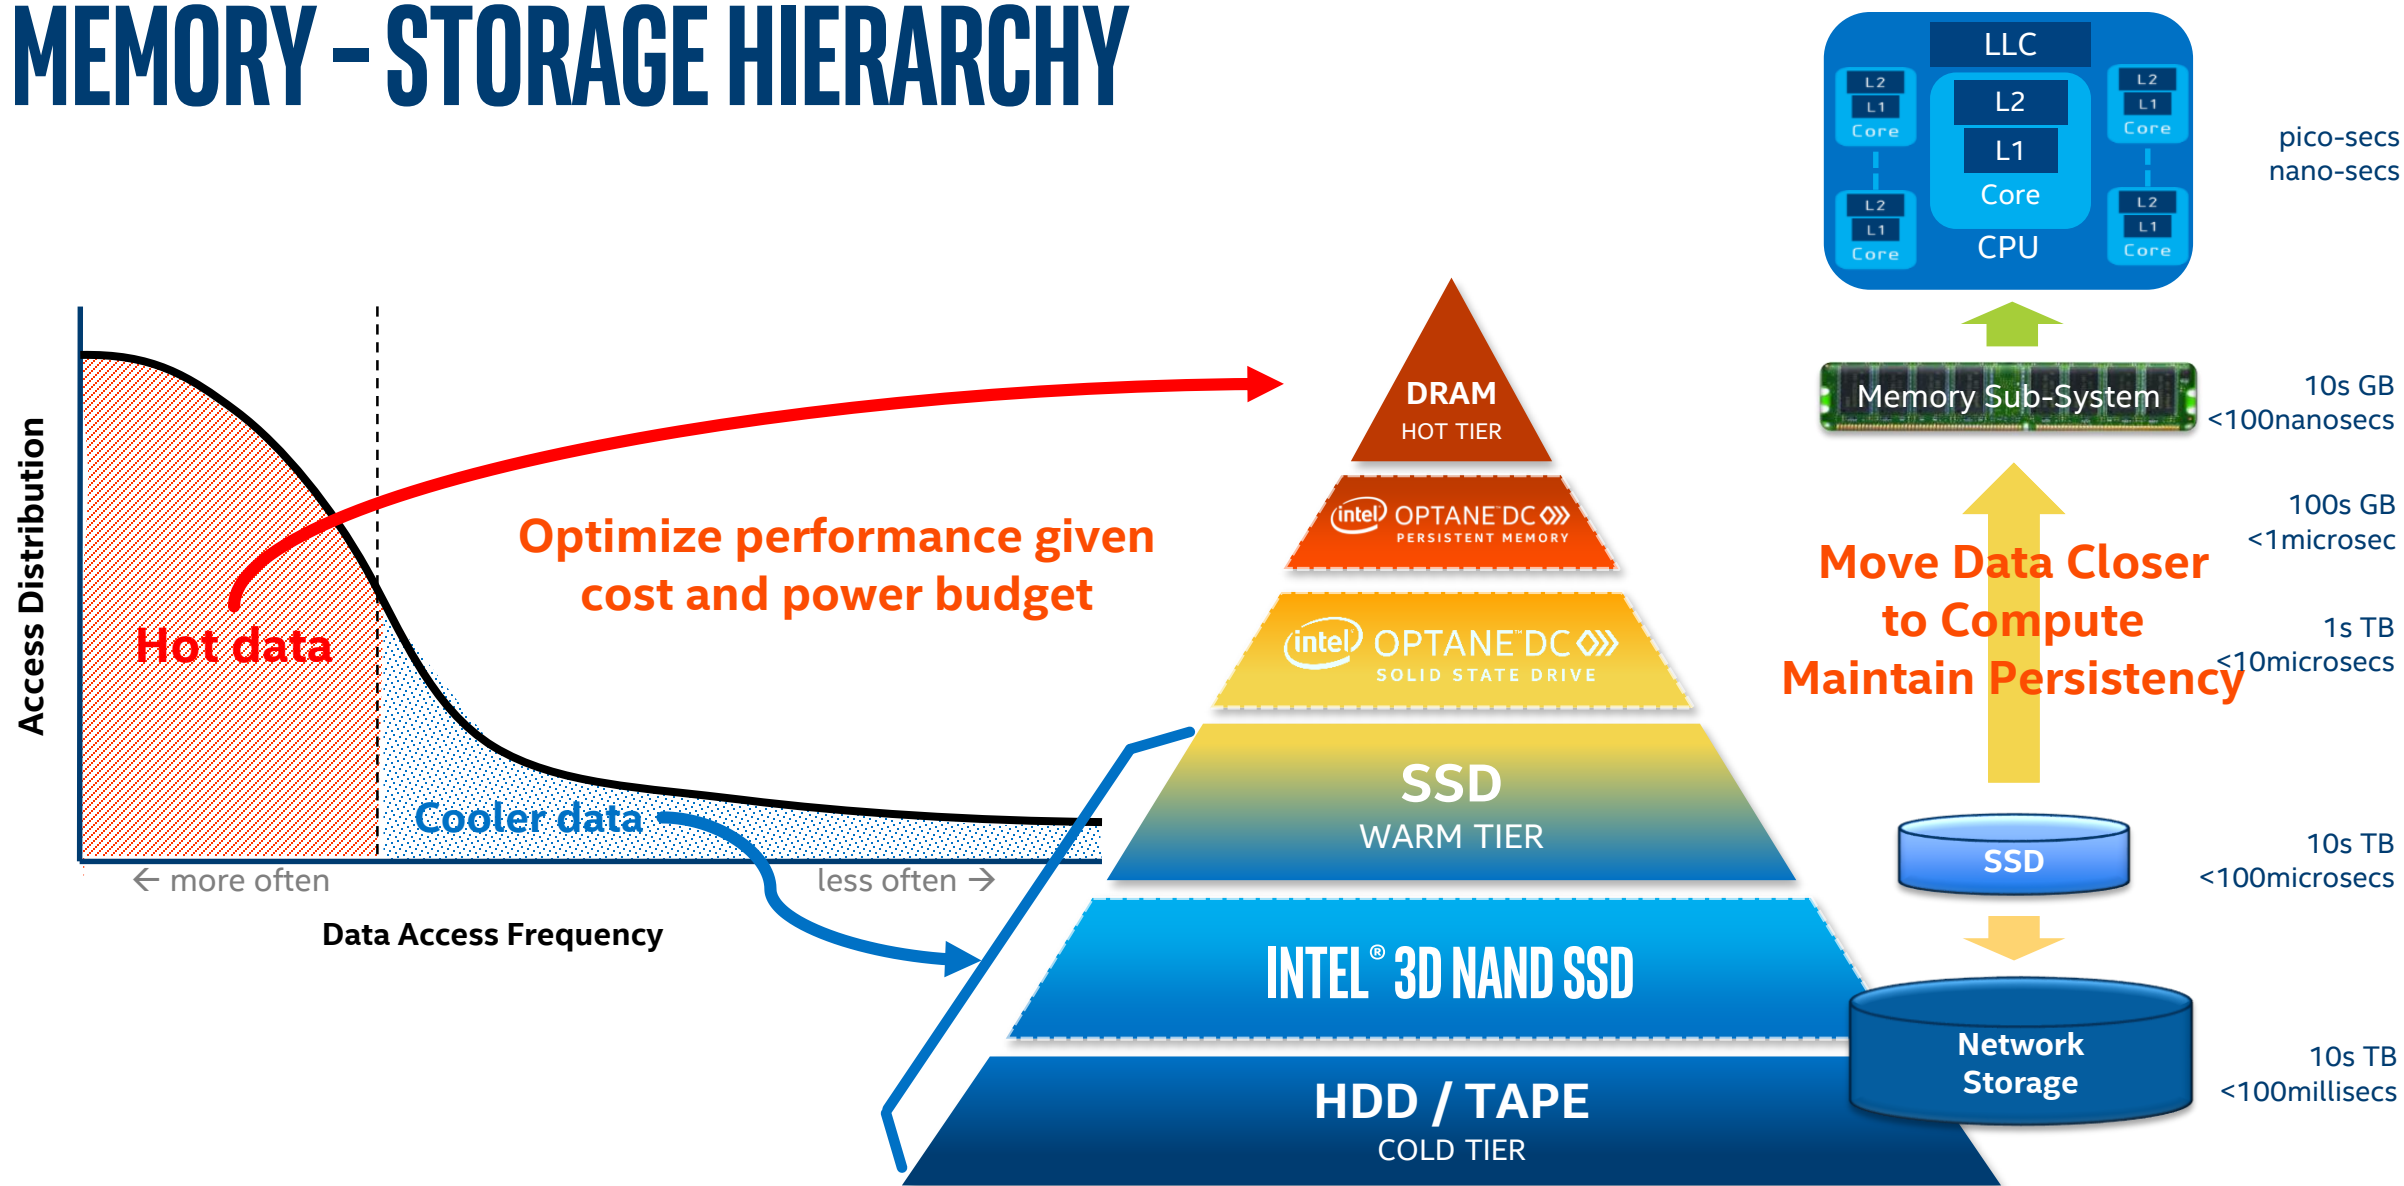 MEMORY – STORAGE HIERARCHY
Access Distribution
Hot data
Cooler data
← more often
less often →
Data Access Frequency
Optimize performance given
cost and power budget
DRAM
HOT TIER
intel OPTANE™ DC
PERSISTENT MEMORY
intel OPTANE™ DC
SOLID STATE DRIVE
SSD
WARM TIER
INTEL® 3D NAND SSD
HDD / TAPE
COLD TIER
LLC
L2
L1
Core
CPU
L2
L1
Core
L2
L1
Core
L2
L1
Core
L2
L1
Core
pico-secs
nano-secs
Memory Sub-System
10s GB
<100nanosecs
100s GB
<1microsec
Move Data Closer
to Compute
Maintain Persistency
1s TB
<10microsecs
SSD
10s TB
<100microsecs
Network
Storage
10s TB
<100millisecs